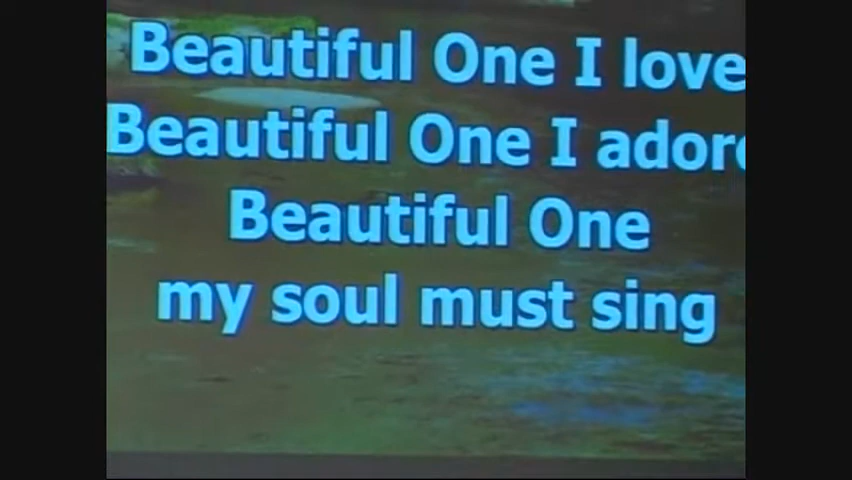 Beautiful One I love
Beautiful One I adore
Beautiful One
my soul must sing